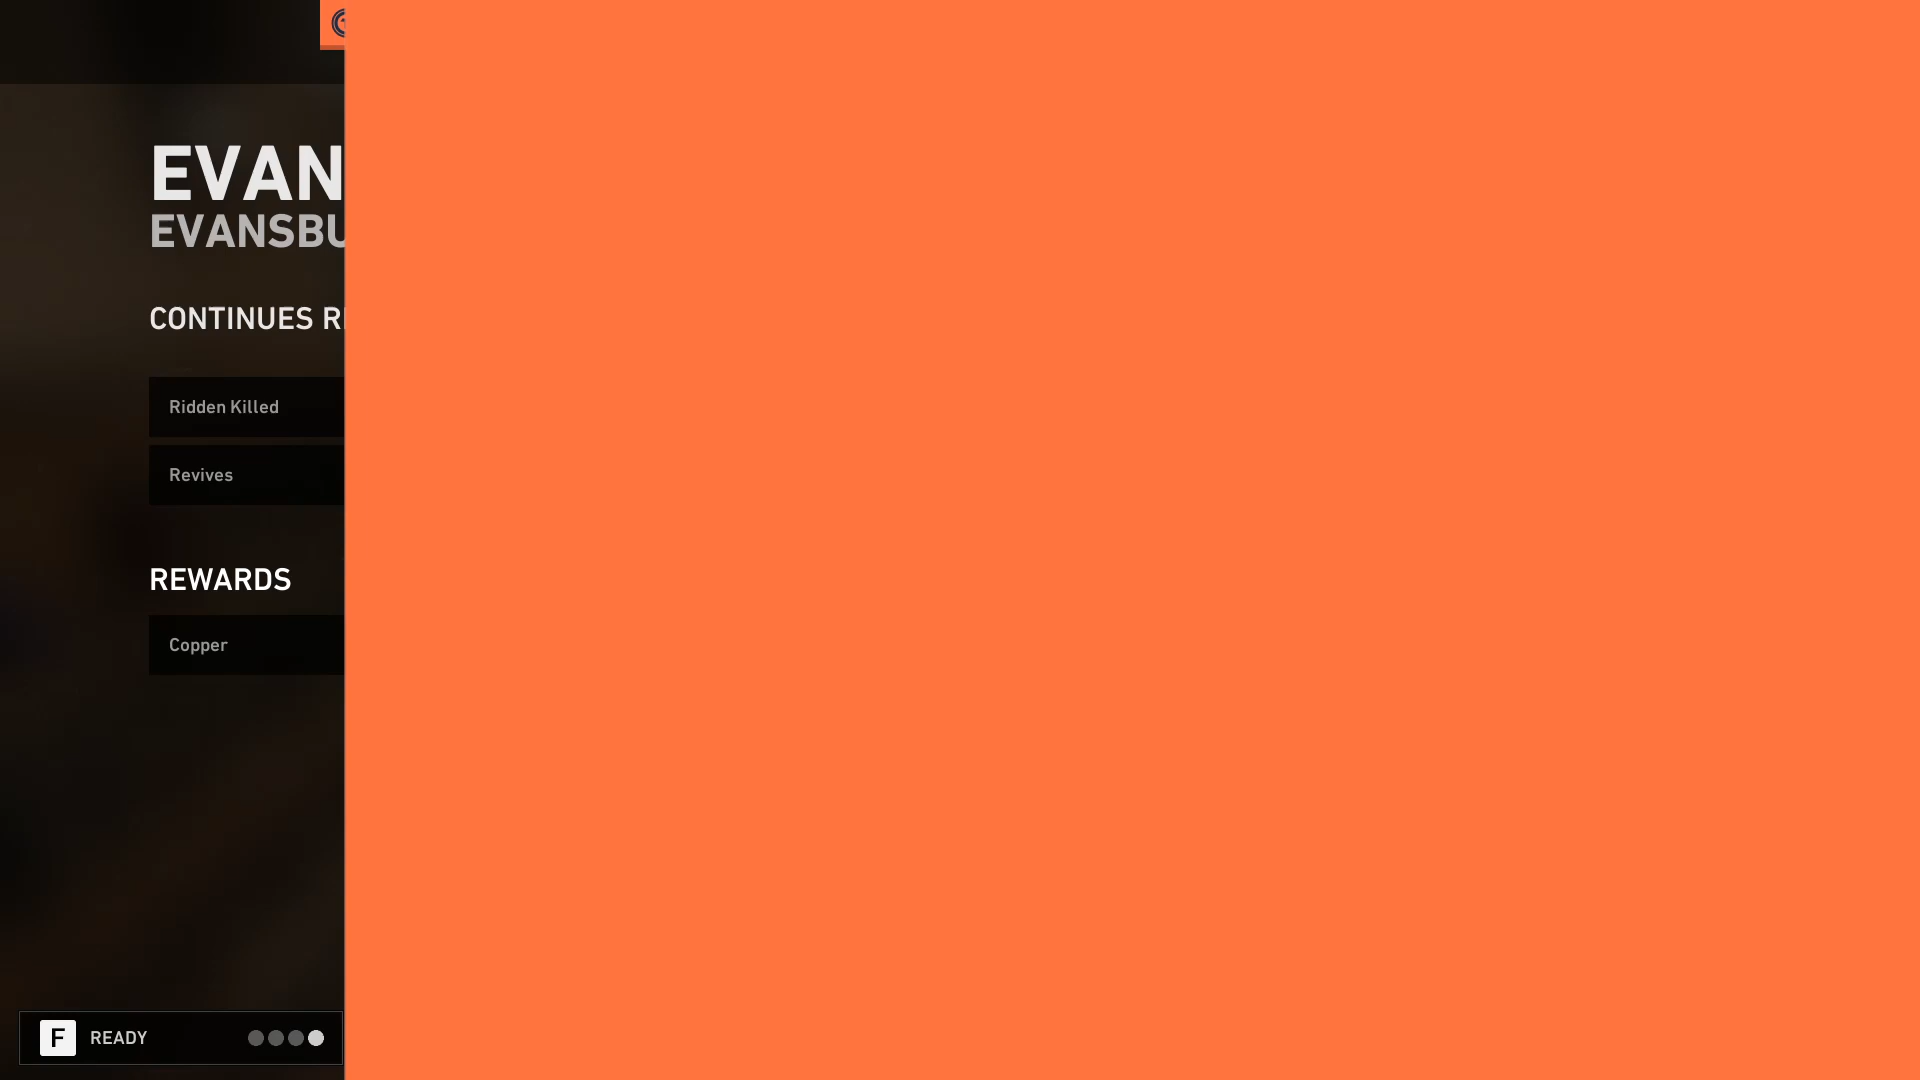 EVAN
EVANSBU
CONTINUES R
Ridden Killed
Revives
REWARDS
Copper
F READY